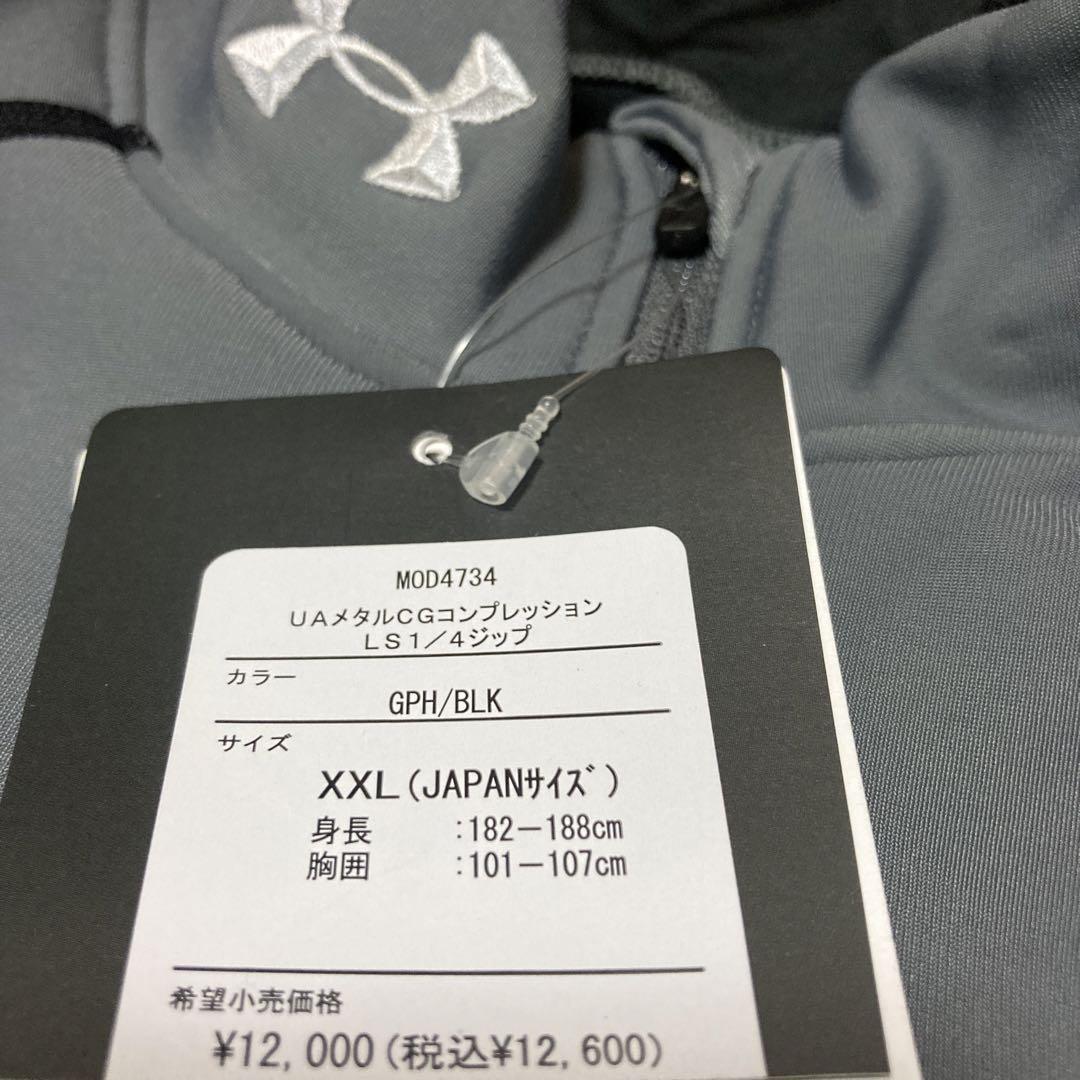 MOD4734
UAメタルCGコンプレッション
LS1/4ジップ
カラー
GPH/BLK
サイズ
XXL(JAPANｻｲｽﾞ)
身長 :182-188cm
胸囲 :101-107cm
希望小売価格
¥12,000(税込¥12,600)